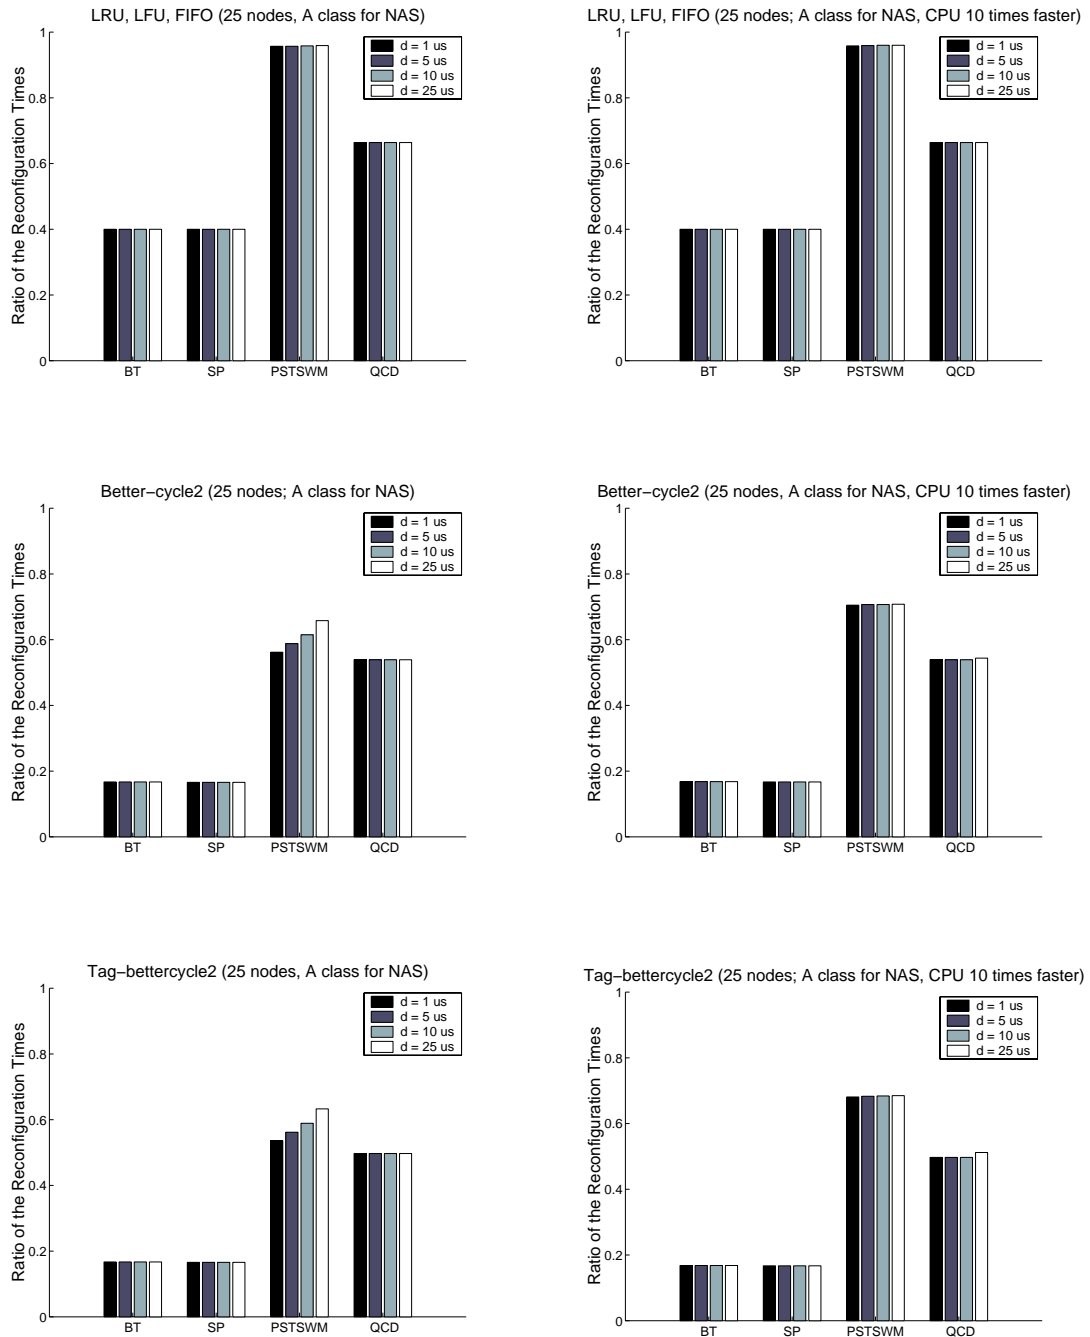 LRU, LFU, FIFO (25 nodes, A class for NAS)
Ratio of the Reconfiguration Times
1
0.8
0.6
0.4
0.2
0
d = 1 us
d = 5 us
d = 10 us
d = 25 us
BT SP PSTSWM QCD
LRU, LFU, FIFO (25 nodes; A class for NAS, CPU 10 times faster)
Ratio of the Reconfiguration Times
1
0.8
0.6
0.4
0.2
0
d = 1 us
d = 5 us
d = 10 us
d = 25 us
BT SP PSTSWM QCD
Better−cycle2 (25 nodes; A class for NAS)
Ratio of the Reconfiguration Times
1
0.8
0.6
0.4
0.2
0
d = 1 us
d = 5 us
d = 10 us
d = 25 us
BT SP PSTSWM QCD
Better−cycle2 (25 nodes, A class for NAS, CPU 10 times faster)
Ratio of the Reconfiguration Times
1
0.8
0.6
0.4
0.2
0
d = 1 us
d = 5 us
d = 10 us
d = 25 us
BT SP PSTSWM QCD
Tag−bettercycle2 (25 nodes, A class for NAS)
Ratio of the Reconfiguration Times
1
0.8
0.6
0.4
0.2
0
d = 1 us
d = 5 us
d = 10 us
d = 25 us
BT SP PSTSWM QCD
Tag−bettercycle2 (25 nodes; A class for NAS, CPU 10 times faster)
Ratio of the Reconfiguration Times
1
0.8
0.6
0.4
0.2
0
d = 1 us
d = 5 us
d = 10 us
d = 25 us
BT SP PSTSWM QCD